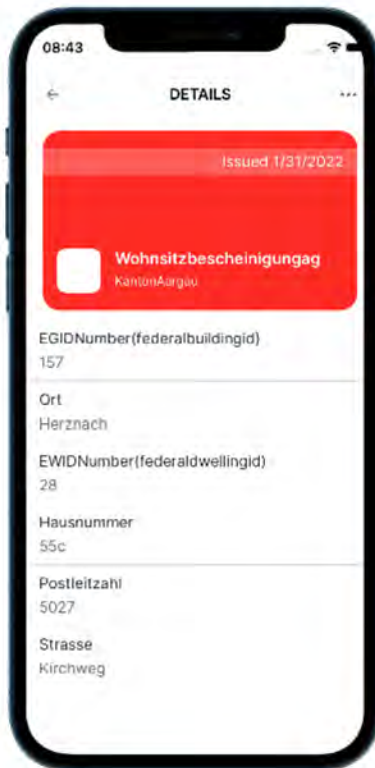 08:43
DETAILS
Issued 1/31/2022
Wohnsitzbescheinigungag
KantonAargau
EGIDNumber(federalbuildingid)
157
Ort
Herznach
EWIDNumber(federaldwellingid)
28
Hausnummer
55c
Postleitzahl
5027
Strasse
Kirchweg